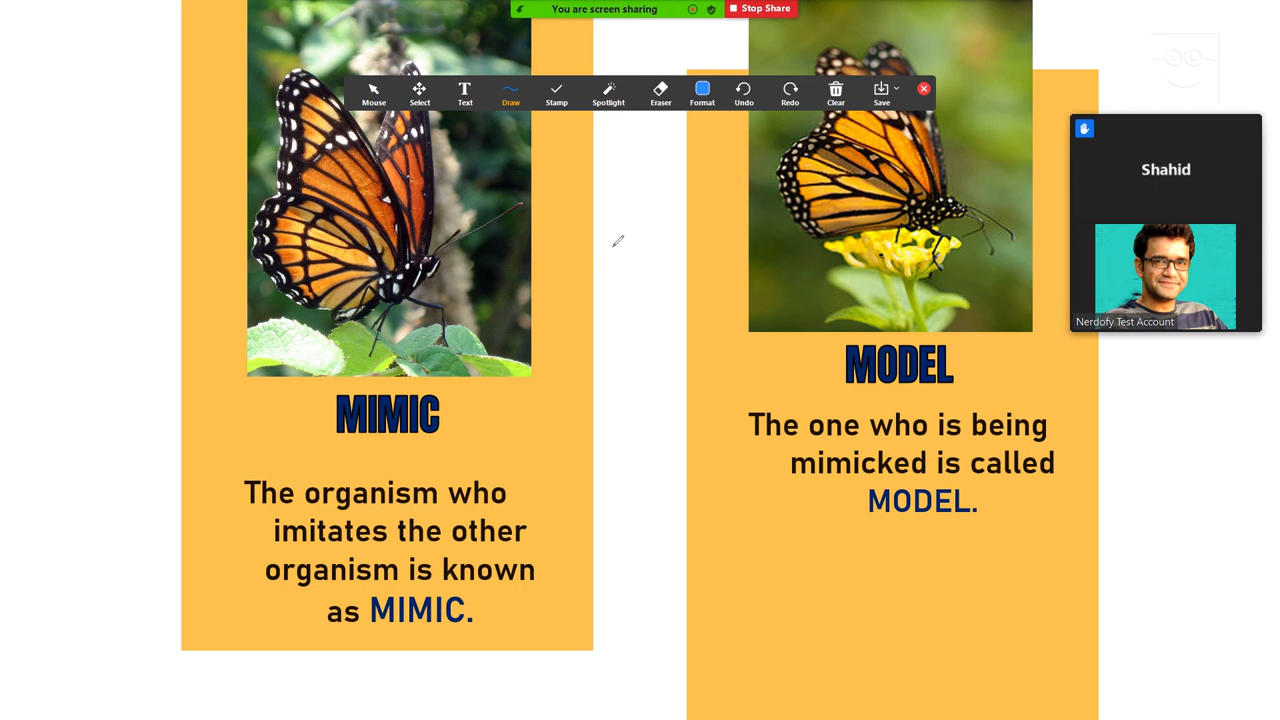 You are screen sharing
Stop Share
Mouse
Select
Text
Draw
Stamp
Spotlight
Eraser
Format
Undo
Redo
Clear
Save
Shahid
Nerdofy Test Account
MIMIC
The organism who
imitates the other
organism is known
as MIMIC.
MODEL
The one who is being
mimicked is called
MODEL.